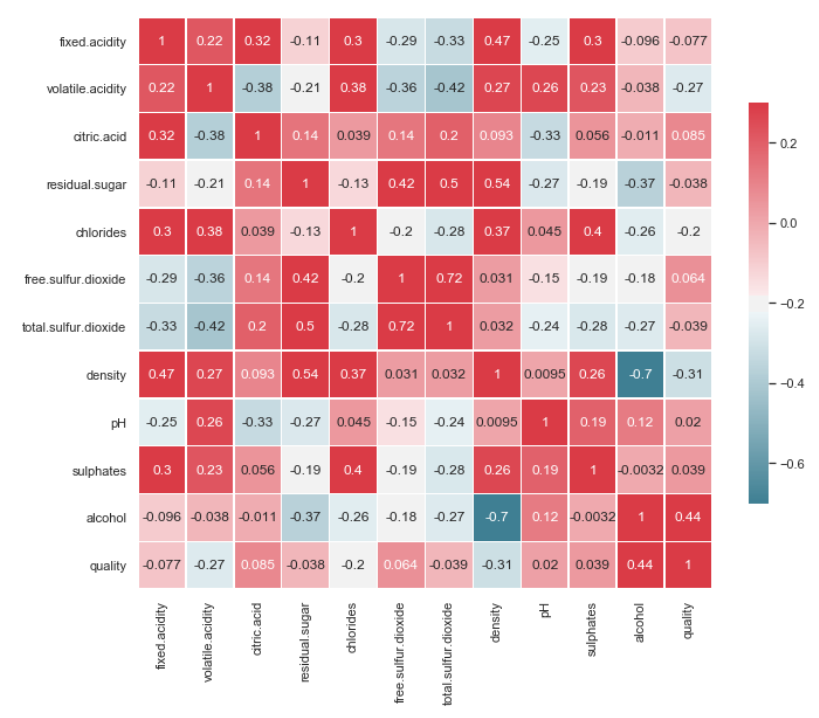 fixed.acidity 1 0.22 0.32 -0.11 0.3 -0.29 -0.33 0.47 -0.25 0.3 -0.096 -0.077
volatile.acidity 0.22 1 -0.38 -0.21 0.38 -0.36 -0.42 0.27 0.26 0.23 -0.038 -0.27
citric.acid 0.32 -0.38 1 0.14 0.039 0.14 0.2 0.093 -0.33 0.056 -0.011 0.085
residual.sugar -0.11 -0.21 0.14 1 -0.13 0.42 0.5 0.54 -0.27 -0.19 -0.37 -0.038
chlorides 0.3 0.38 0.039 -0.13 1 -0.2 -0.28 0.37 0.045 0.4 -0.26 -0.2
free.sulfur.dioxide -0.29 -0.36 0.14 0.42 -0.2 1 0.72 0.031 -0.15 -0.19 -0.18 0.064
total.sulfur.dioxide -0.33 -0.42 0.2 0.5 -0.28 0.72 1 0.032 -0.24 -0.28 -0.27 -0.039
density 0.47 0.27 0.093 0.54 0.37 0.031 0.032 1 0.0095 0.26 -0.7 -0.31
pH -0.25 0.26 -0.33 -0.27 0.045 -0.15 -0.24 0.0095 1 0.19 0.12 0.02
sulphates 0.3 0.23 0.056 -0.19 0.4 -0.19 -0.28 0.26 0.19 1 -0.0032 0.039
alcohol -0.096 -0.038 -0.011 -0.37 -0.26 -0.18 -0.27 -0.7 0.12 -0.0032 1 0.44
quality -0.077 -0.27 0.085 -0.038 -0.2 0.064 -0.039 -0.31 0.02 0.039 0.44 1
fixed.acidity
volatile.acidity
citric.acid
residual.sugar
chlorides
free.sulfur.dioxide
total.sulfur.dioxide
density
pH
sulphates
alcohol
quality
0.2
0.0
−0.2
−0.4
−0.6